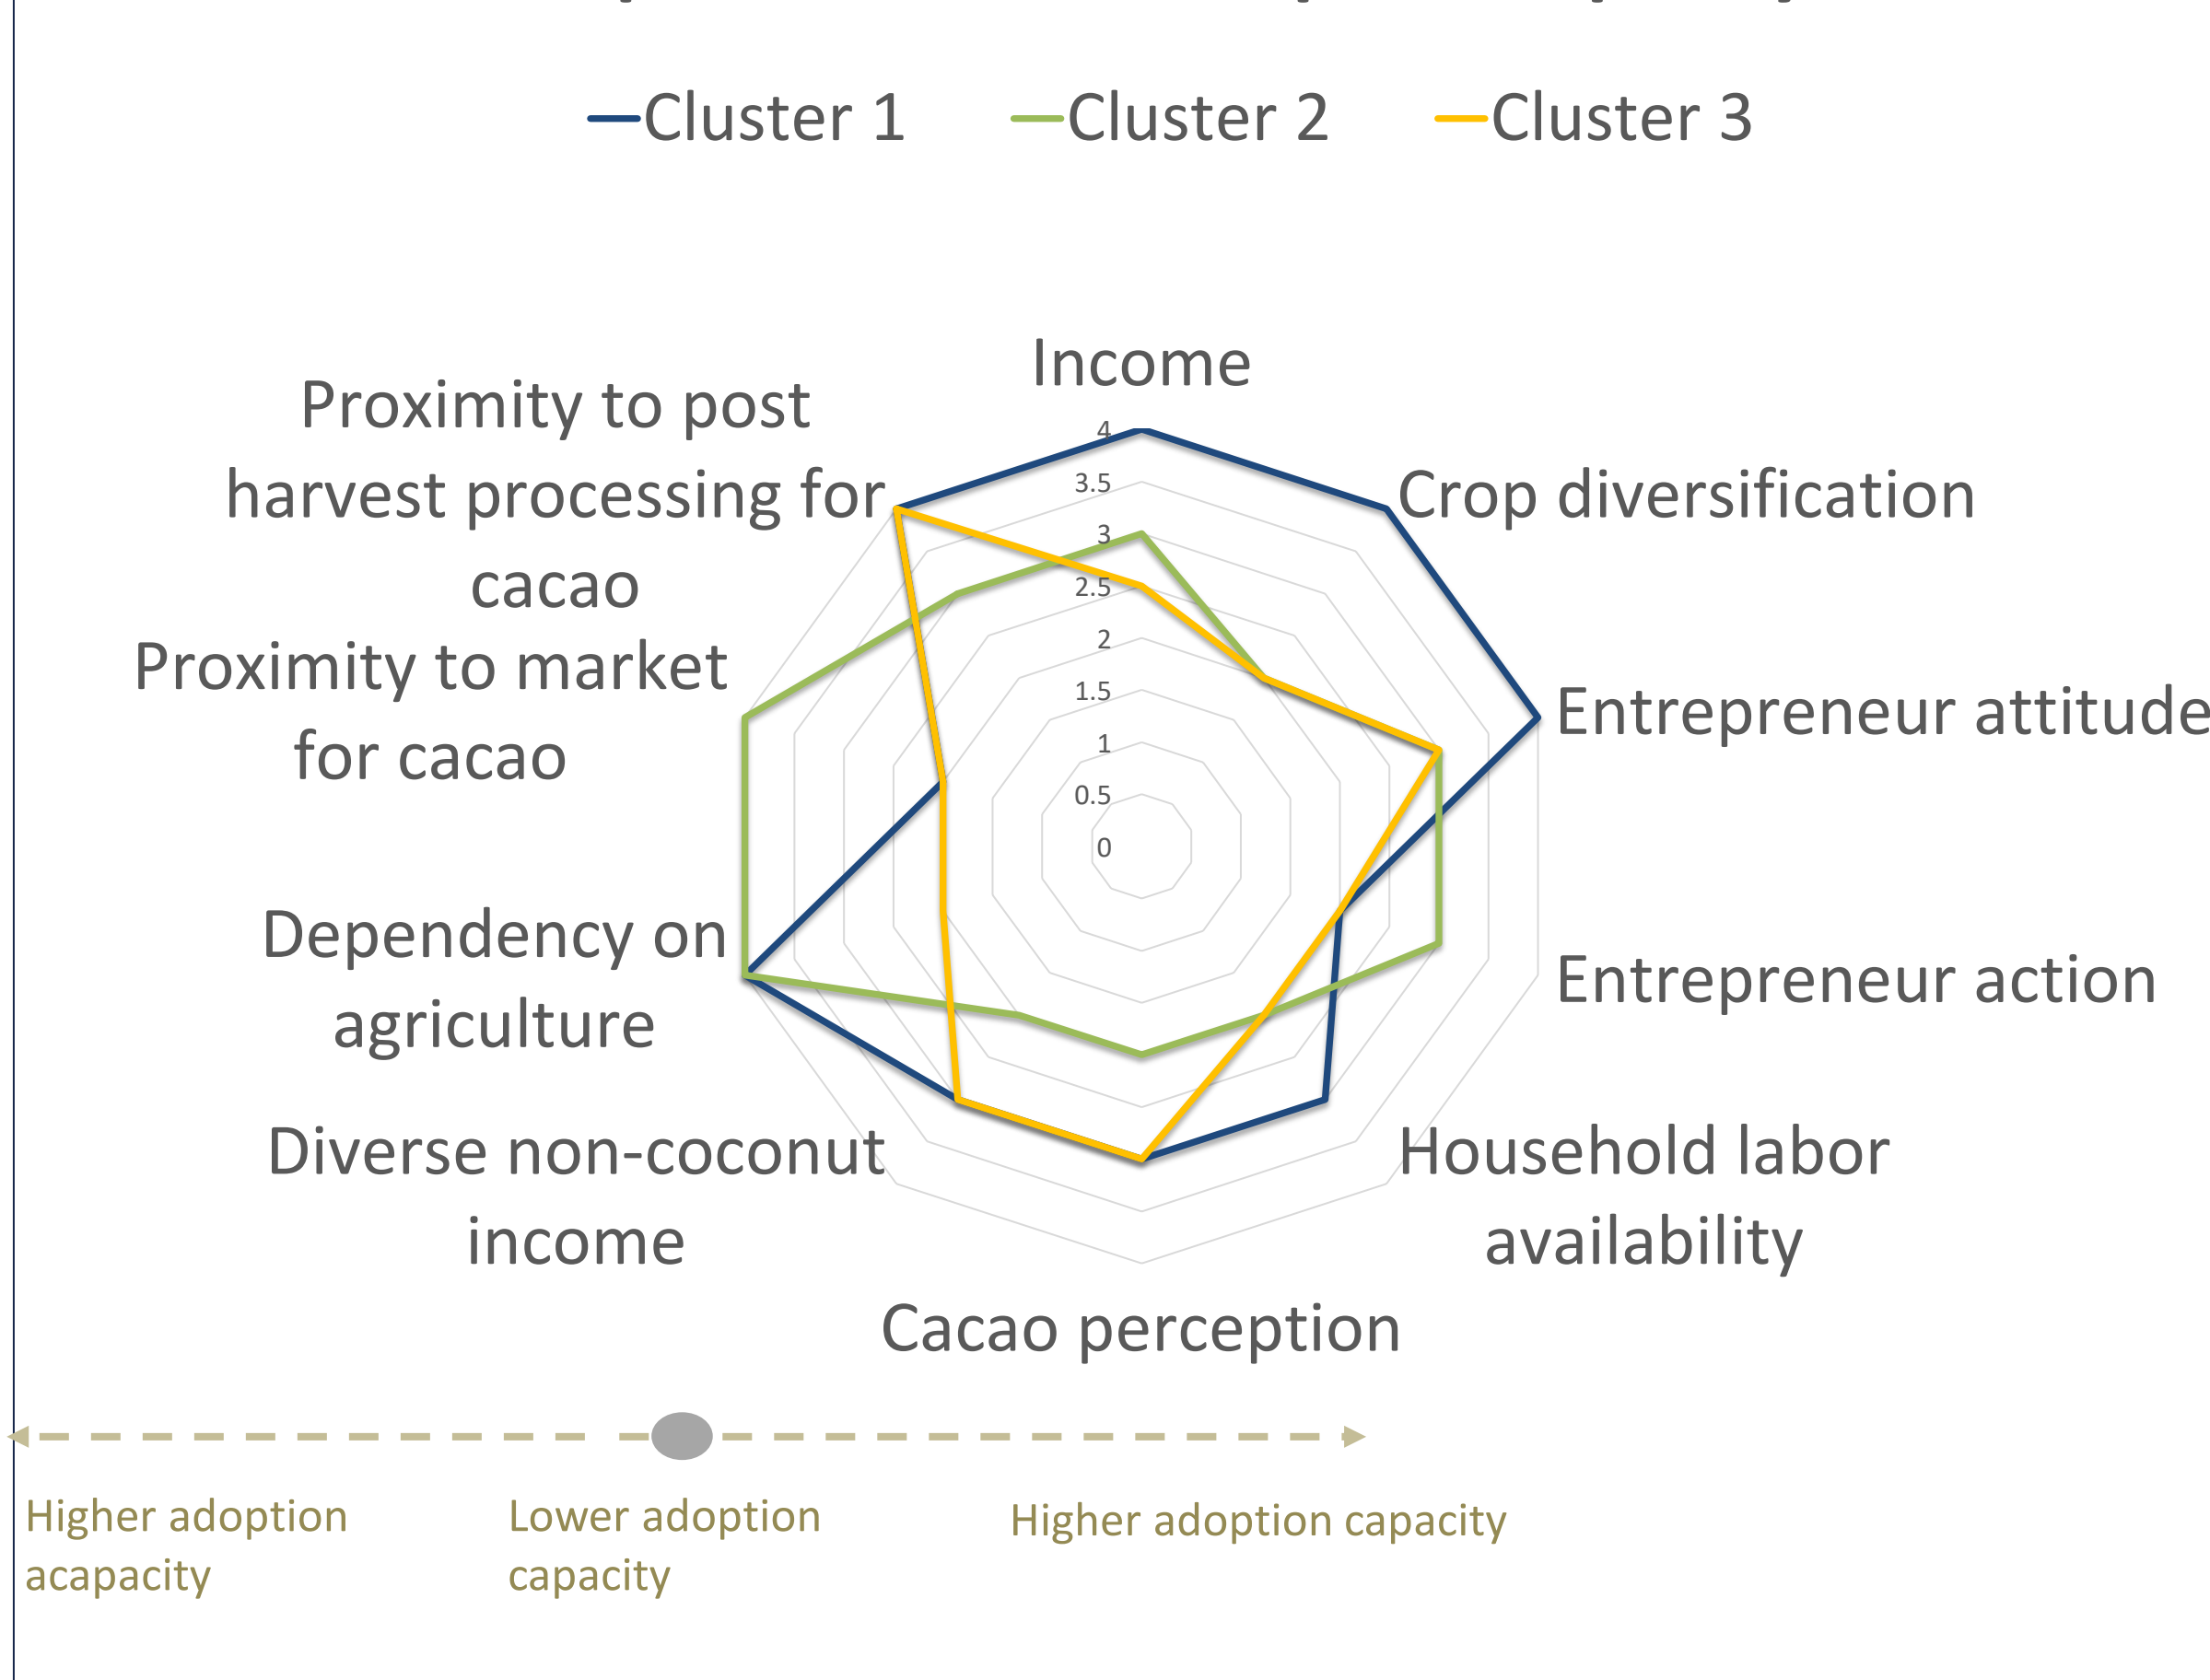 Cluster 1 Cluster 2 Cluster 3
Income
Crop diversification
Entrepreneur attitude
Entrepreneur action
Household labor
availability
Cacao perception
Diverse non-coconut
income
Dependency on
agriculture
Proximity to market
for cacao
Proximity to post
harvest processing for
cacao
4
3.5
3
2.5
2
1.5
1
0.5
0
Higher adoption
acapacity
Lower adoption
capacity
Higher adoption capacity